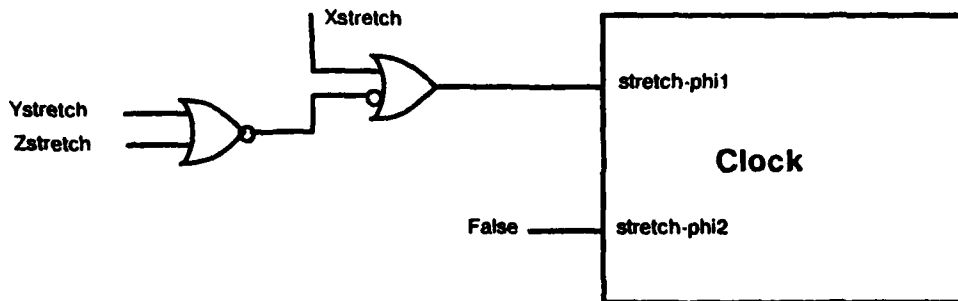 Xstretch
stretch-phi1
Ystretch
Zstretch
Clock
False
stretch-phi2